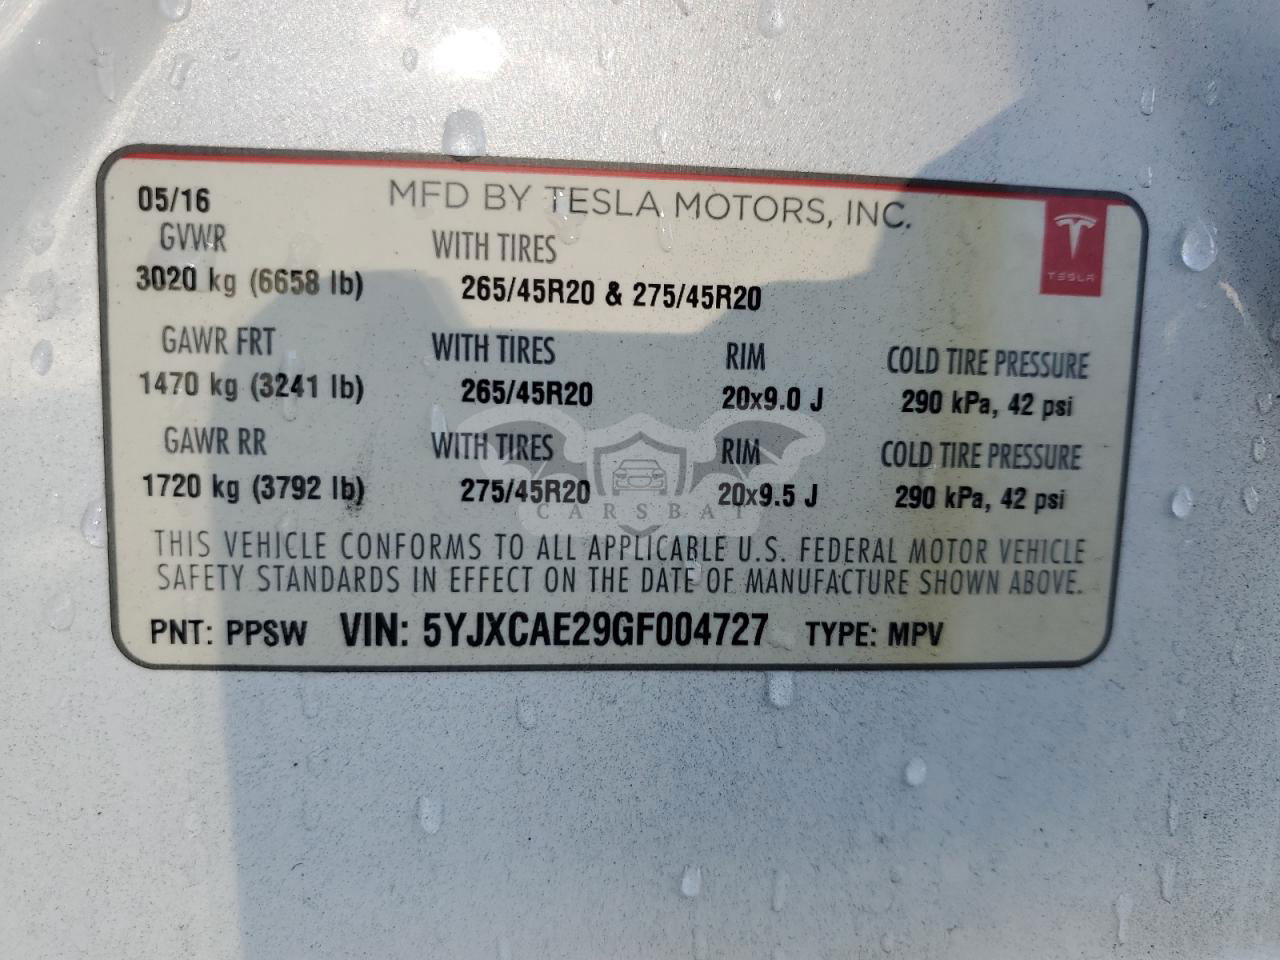 05/16 MFD BY TESLA MOTORS, INC.
TESLA
GVWR WITH TIRES
3020 kg (6658 lb) 265/45R20 & 275/45R20
GAWR FRT WITH TIRES RIM COLD TIRE PRESSURE
1470 kg (3241 lb) 265/45R20 20x9.0 J 290 kPa, 42 psi
GAWR RR WITH TIRES RIM COLD TIRE PRESSURE
1720 kg (3792 lb) 275/45R20 20x9.5 J 290 kPa, 42 psi
CARSBAT
THIS VEHICLE CONFORMS TO ALL APPLICABLE U.S. FEDERAL MOTOR VEHICLE
SAFETY STANDARDS IN EFFECT ON THE DATE OF MANUFACTURE SHOWN ABOVE.
PNT: PPSW VIN: 5YJXCAE29GF004727 TYPE: MPV